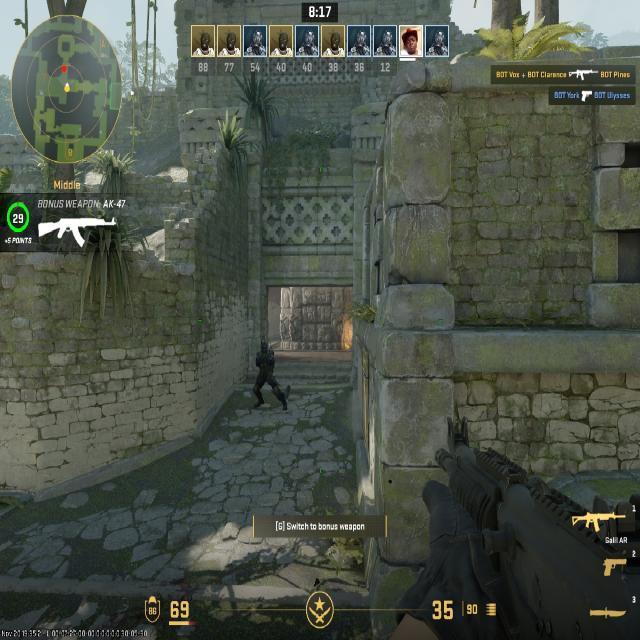 8:17
88 77 54 40 40 38 36 12
BOT Vox + BOT Clarence BOT Pines
BOT York BOT Ulysses
Middle
BONUS WEAPON: AK-47
29
+5 POINTS
[G] Switch to bonus weapon
1
Galil AR
2
3
86 69
35 90